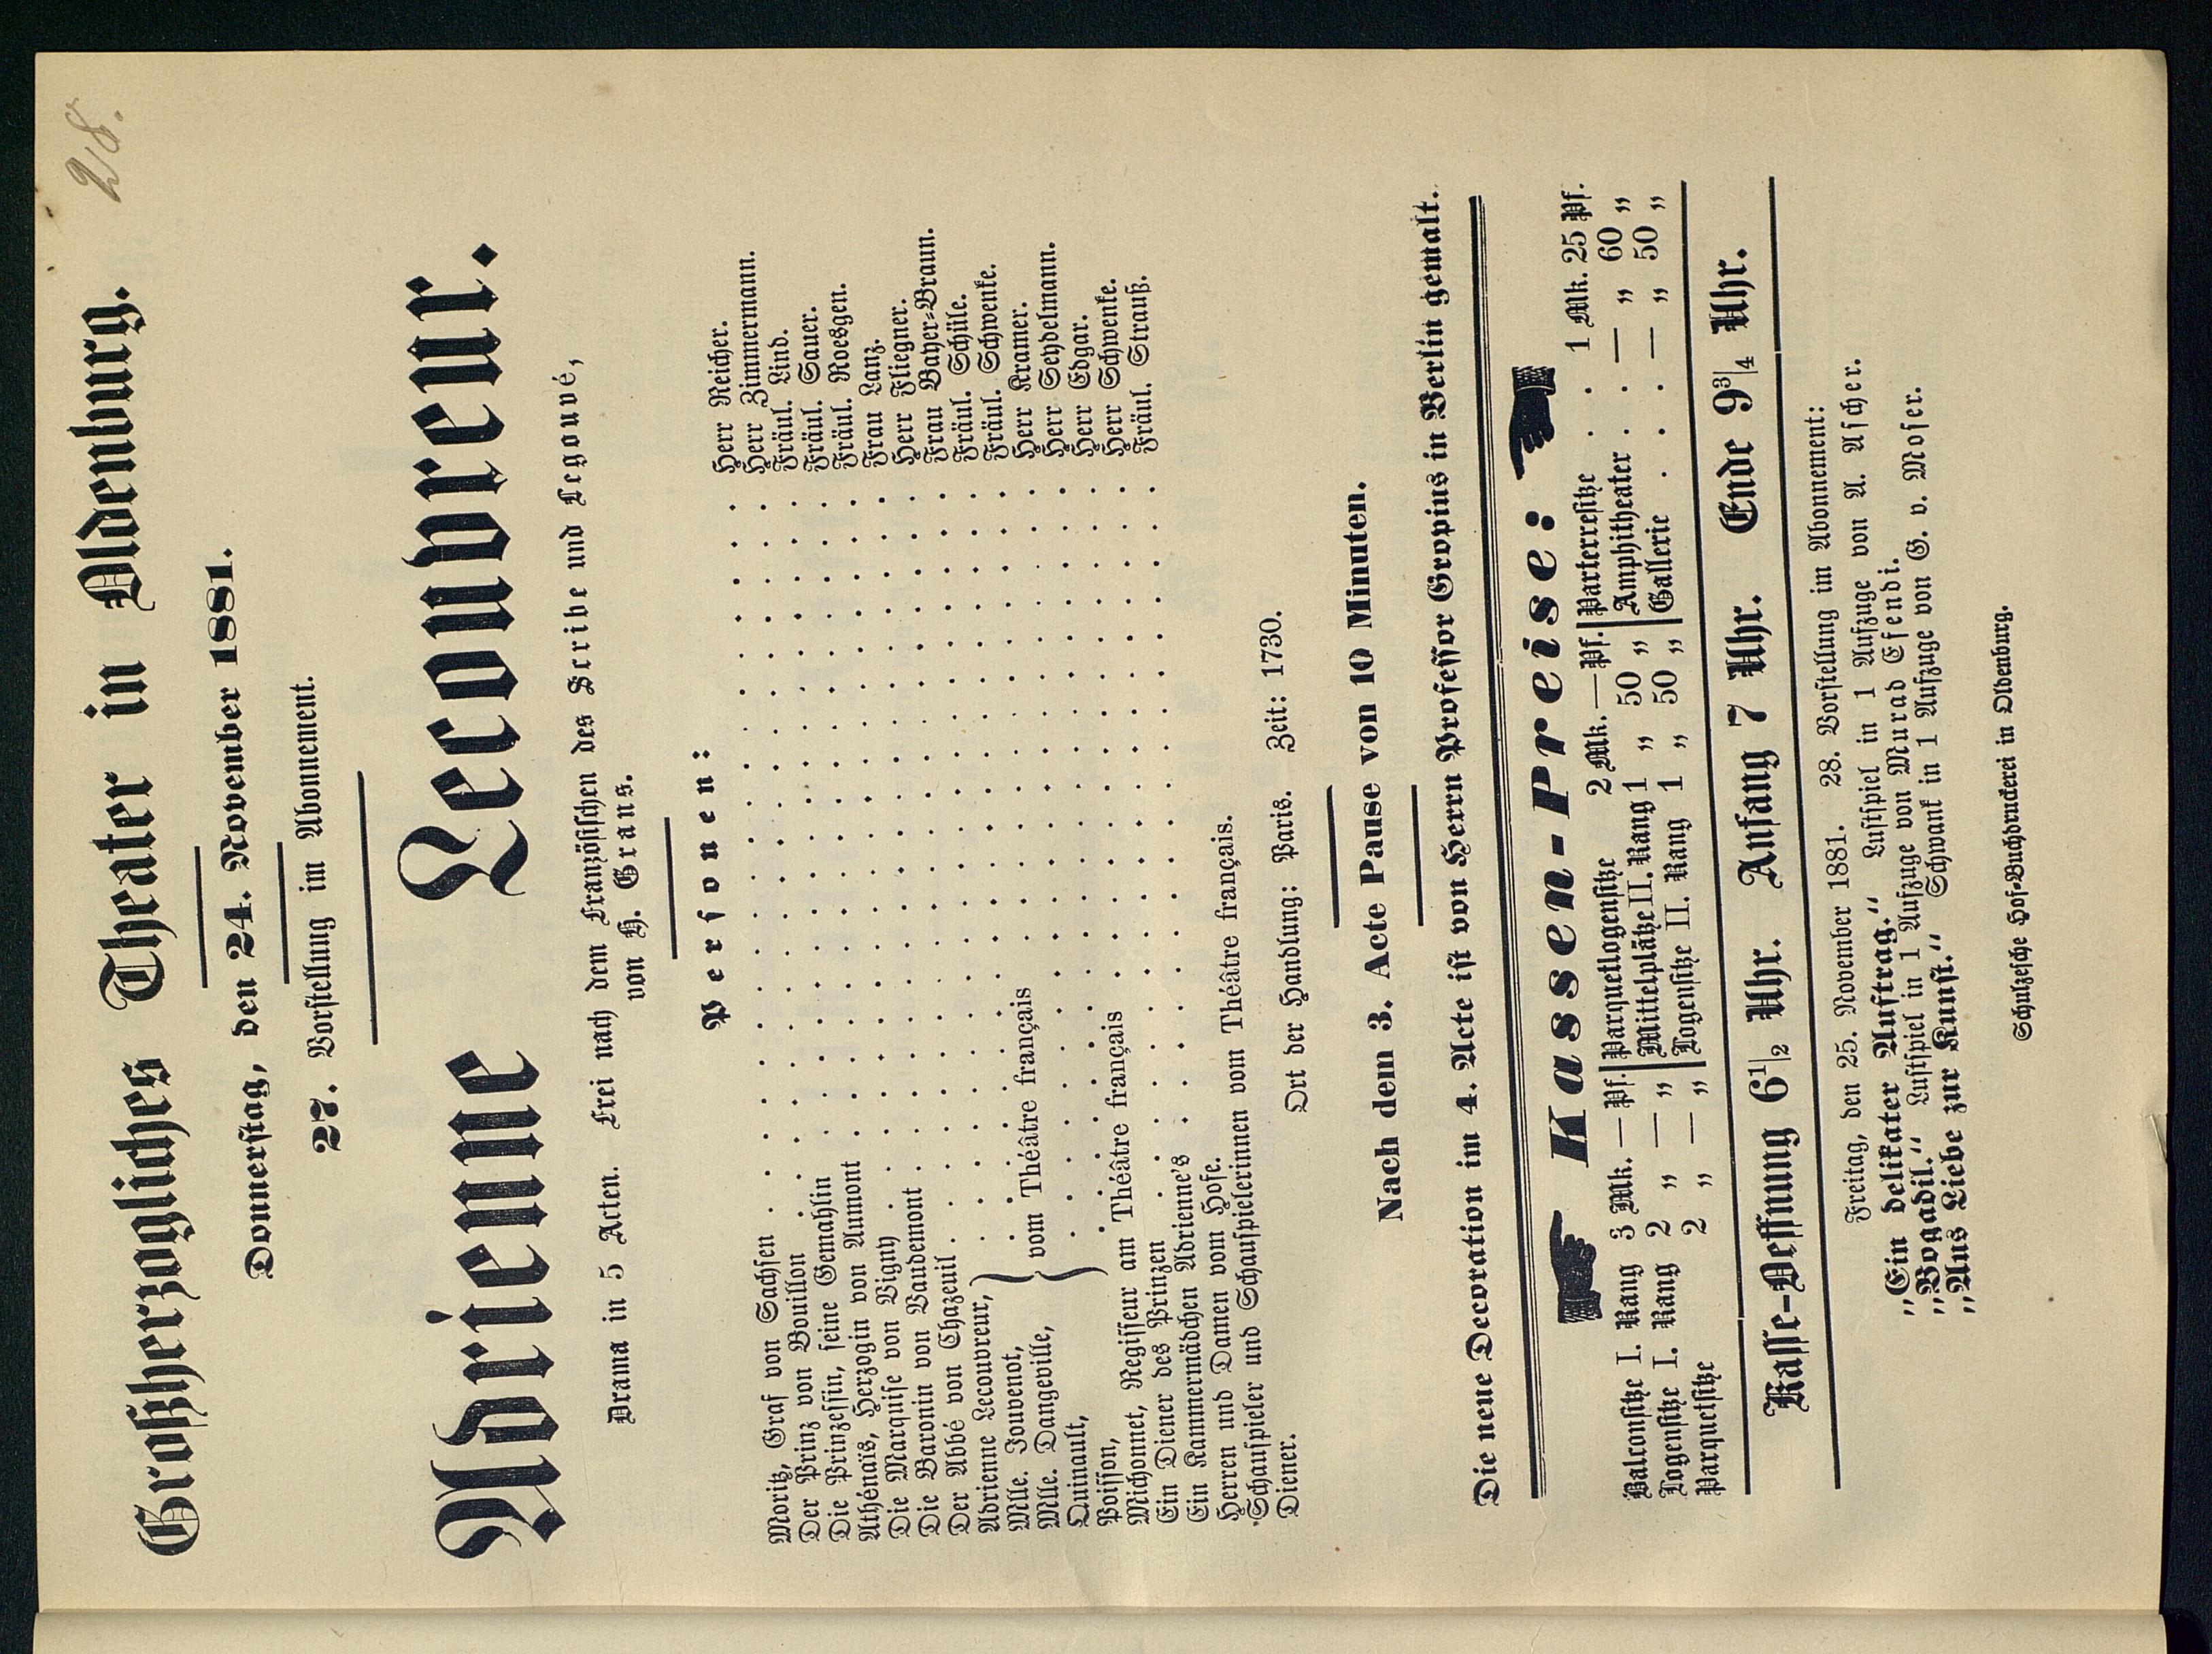 28.
Großherzogliches Theater in Oldenburg.
Donnerstag, den 24. November 1881.
27. Vorstellung im Abonnement.
Adrienne Lecouvreur.
Drama in 5 Acten. Frei nach dem Französischen des Scribe und Legouvé,
von H. Grans.
Personen:
Moritz, Graf von Sachsen . . . . Herr Reicher.
Der Prinz von Bouillon . . . . Herr Zimmermann.
Die Prinzessin, seine Gemahlin . . . . Fräul. Lind.
Athénais, Herzogin von Aumont . . . . Fräul. Sauer.
Die Marquise von Vigny . . . . Fräul. Roesgen.
Die Baronin von Vaudemont . . . . Frau Lanz.
Der Abbé von Chazeuil . . . . Herr Fliegner.
Adrienne Lecouvreur, . . . . Frau Bayer-Braun.
Mlle. Jouvenot, . . . . Fräul. Schüle.
Mlle. Dangeville, } vom Théâtre français . . . . Fräul. Schwenke.
Quinault, . . . . Herr Kramer.
Poisson, . . . . Herr Seydelmann.
Michonnet, Regisseur am Théâtre français . . . . Herr Edgar.
Ein Diener des Prinzen . . . . Herr Schwenke.
Ein Kammermädchen Adrienne's . . . . Fräul. Strauß.
Herren und Damen vom Hofe.
Schauspieler und Schauspielerinnen vom Théâtre français.
Diener.
Ort der Handlung: Paris. Zeit: 1730.
Nach dem 3. Acte Pause von 10 Minuten.
Die neue Decoration im 4. Acte ist von Herrn Professor Gropius in Berlin gemalt.
Kassen-Preise:
Balconsitze I. Rang 3 Mk. — Pf. | Parquetlogensitze 2 Mk. — Pf. | Parterresitze . . 1 Mk. 25 Pf.
Logensitze I. Rang 2 „ — „ | Mittelplätze II. Rang 1 „ 50 „ | Amphitheater . . — „ 60 „
Parquetsitze 2 „ — „ | Logensitze II. Rang 1 „ 50 „ | Gallerie . . . — „ 50 „
Kasse-Oeffnung 6 1/2 Uhr. Anfang 7 Uhr. Ende 9 3/4 Uhr.
Freitag, den 25. November 1881. 28. Vorstellung im Abonnement:
„Ein delikater Auftrag.“ Lustspiel in 1 Aufzuge von A. Ascher.
„Bogadil.“ Lustspiel in 1 Aufzuge von Murad Efendi.
„Aus Liebe zur Kunst.“ Schwank in 1 Aufzuge von G. v. Moser.
Schulzesche Hof-Buchdruckerei in Oldenburg.